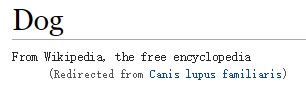 Dog
From Wikipedia, the free encyclopedia
(Redirected from Canis lupus familiaris)